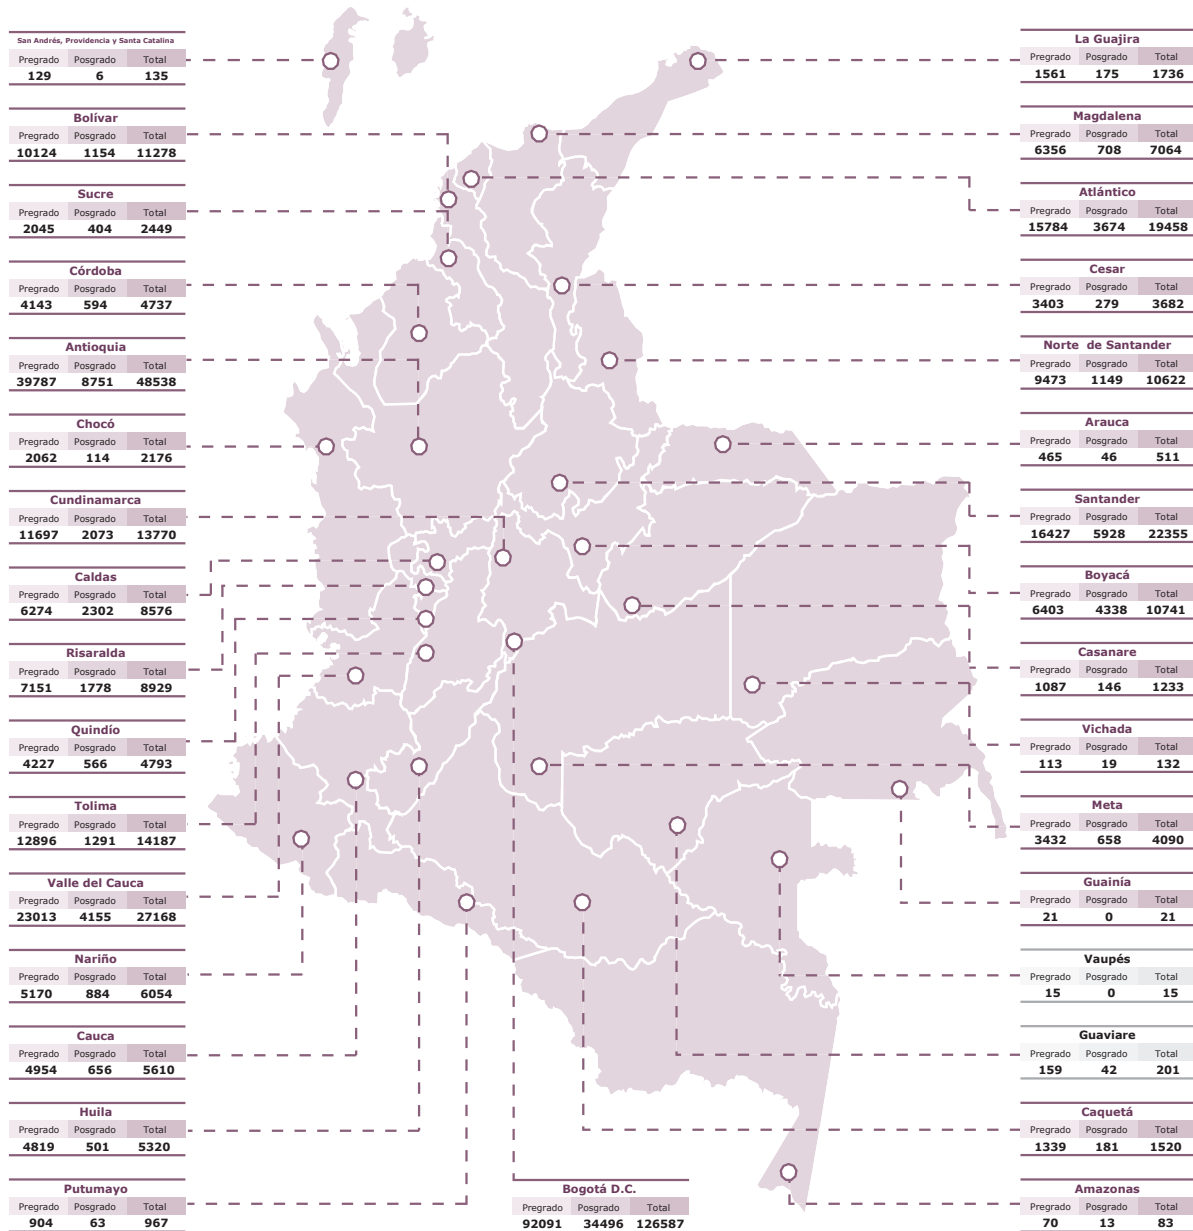 San Andrés, Providencia y Santa Catalina
Pregrado Posgrado Total
129 6 135
Bolívar
Pregrado Posgrado Total
10124 1154 11278
Sucre
Pregrado Posgrado Total
2045 404 2449
Córdoba
Pregrado Posgrado Total
4143 594 4737
Antioquia
Pregrado Posgrado Total
39787 8751 48538
Chocó
Pregrado Posgrado Total
2062 114 2176
Cundinamarca
Pregrado Posgrado Total
11697 2073 13770
Caldas
Pregrado Posgrado Total
6274 2302 8576
Risaralda
Pregrado Posgrado Total
7151 1778 8929
Quindío
Pregrado Posgrado Total
4227 566 4793
Tolima
Pregrado Posgrado Total
12896 1291 14187
Valle del Cauca
Pregrado Posgrado Total
23013 4155 27168
Nariño
Pregrado Posgrado Total
5170 884 6054
Cauca
Pregrado Posgrado Total
4954 656 5610
Huila
Pregrado Posgrado Total
4819 501 5320
Putumayo
Pregrado Posgrado Total
904 63 967
Bogotá D.C.
Pregrado Posgrado Total
92091 34496 126587
La Guajira
Pregrado Posgrado Total
1561 175 1736
Magdalena
Pregrado Posgrado Total
6356 708 7064
Atlántico
Pregrado Posgrado Total
15784 3674 19458
Cesar
Pregrado Posgrado Total
3403 279 3682
Norte de Santander
Pregrado Posgrado Total
9473 1149 10622
Arauca
Pregrado Posgrado Total
465 46 511
Santander
Pregrado Posgrado Total
16427 5928 22355
Boyacá
Pregrado Posgrado Total
6403 4338 10741
Casanare
Pregrado Posgrado Total
1087 146 1233
Vichada
Pregrado Posgrado Total
113 19 132
Meta
Pregrado Posgrado Total
3432 658 4090
Guainía
Pregrado Posgrado Total
21 0 21
Vaupés
Pregrado Posgrado Total
15 0 15
Guaviare
Pregrado Posgrado Total
159 42 201
Caquetá
Pregrado Posgrado Total
1339 181 1520
Amazonas
Pregrado Posgrado Total
70 13 83